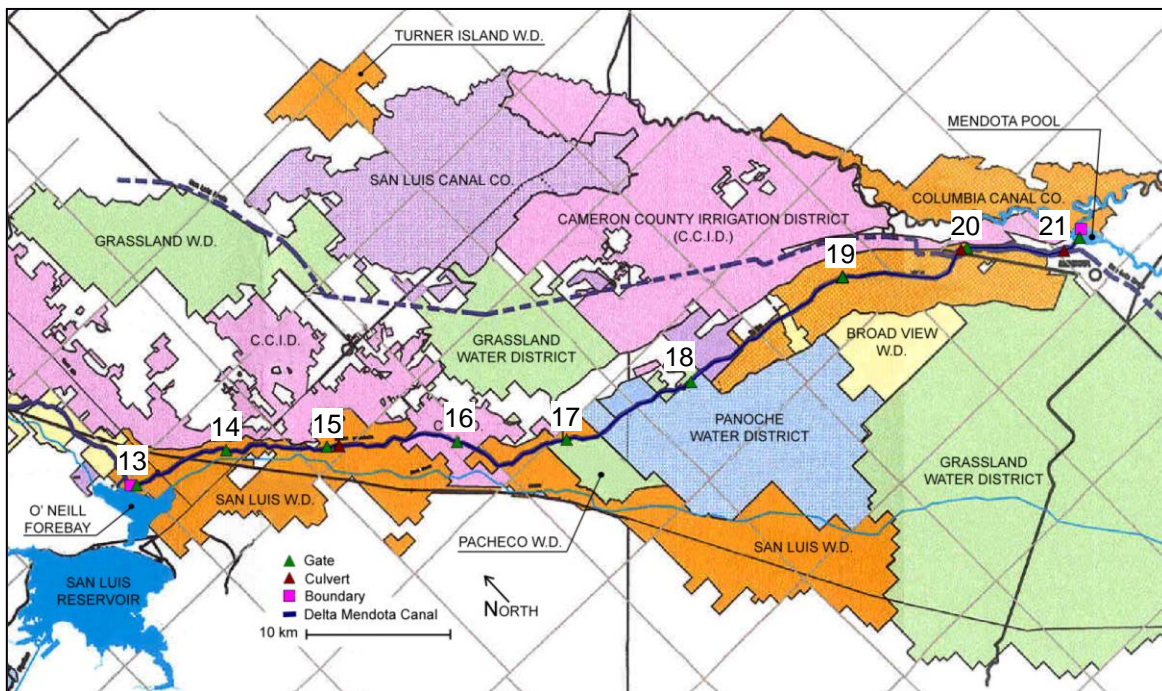 TURNER ISLAND W.D.
MENDOTA POOL
SAN LUIS CANAL CO.
COLUMBIA CANAL CO.
CAMERON COUNTY IRRIGATION DISTRICT
(C.C.I.D.)
GRASSLAND W.D.
20
21
19
GRASSLAND
WATER DISTRICT
C.C.I.D.
BROAD VIEW
W.D.
18
PANOCHE
WATER DISTRICT
17
16
15
14
13
GRASSLAND
WATER DISTRICT
O' NEILL
FOREBAY
SAN LUIS W.D.
PACHECO W.D.
SAN LUIS W.D.
SAN LUIS
RESERVOIR
Gate
Culvert
Boundary
Delta Mendota Canal
10 km
NORTH